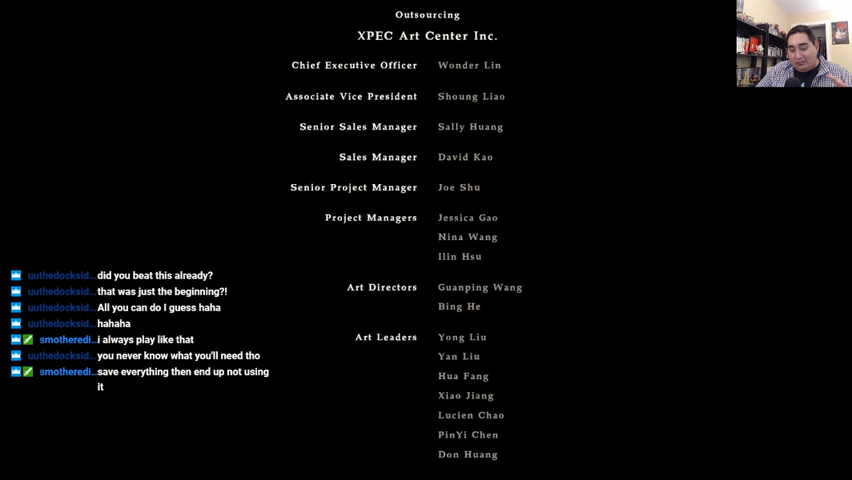 Outsourcing
XPEC Art Center Inc.
Chief Executive Officer Wonder Lin
Associate Vice President Shoung Liao
Senior Sales Manager Sally Huang
Sales Manager David Kao
Senior Project Manager Joe Shu
Project Managers Jessica Gao
Nina Wang
Ilin Hsu
Art Directors Guanping Wang
Bing He
Art Leaders Yong Liu
Yan Liu
Hua Fang
Xiao Jiang
Lucien Chao
PinYi Chen
Don Huang
uuthedocksid... did you beat this already?
uuthedocksid... that was just the beginning?!
uuthedocksid... All you can do I guess haha
uuthedocksid... hahaha
smotheredi... i always play like that
uuthedocksid... you never know what you'll need tho
smotheredi... save everything then end up not using
it